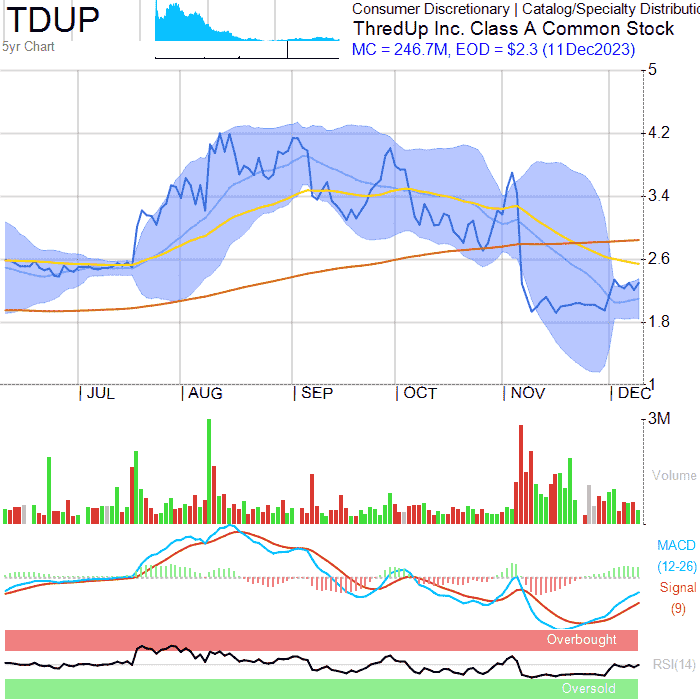 TDUP
5yr Chart
Consumer Discretionary | Catalog/Specialty Distributio
ThredUp Inc. Class A Common Stock
MC = 246.7M, EOD = $2.3 (11Dec2023)
5
4.2
3.4
2.6
1.8
1
JUL
AUG
SEP
OCT
NOV
DEC
3M
Volume
MACD
(12-26)
Signal
(9)
Overbought
RSI(14)
Oversold